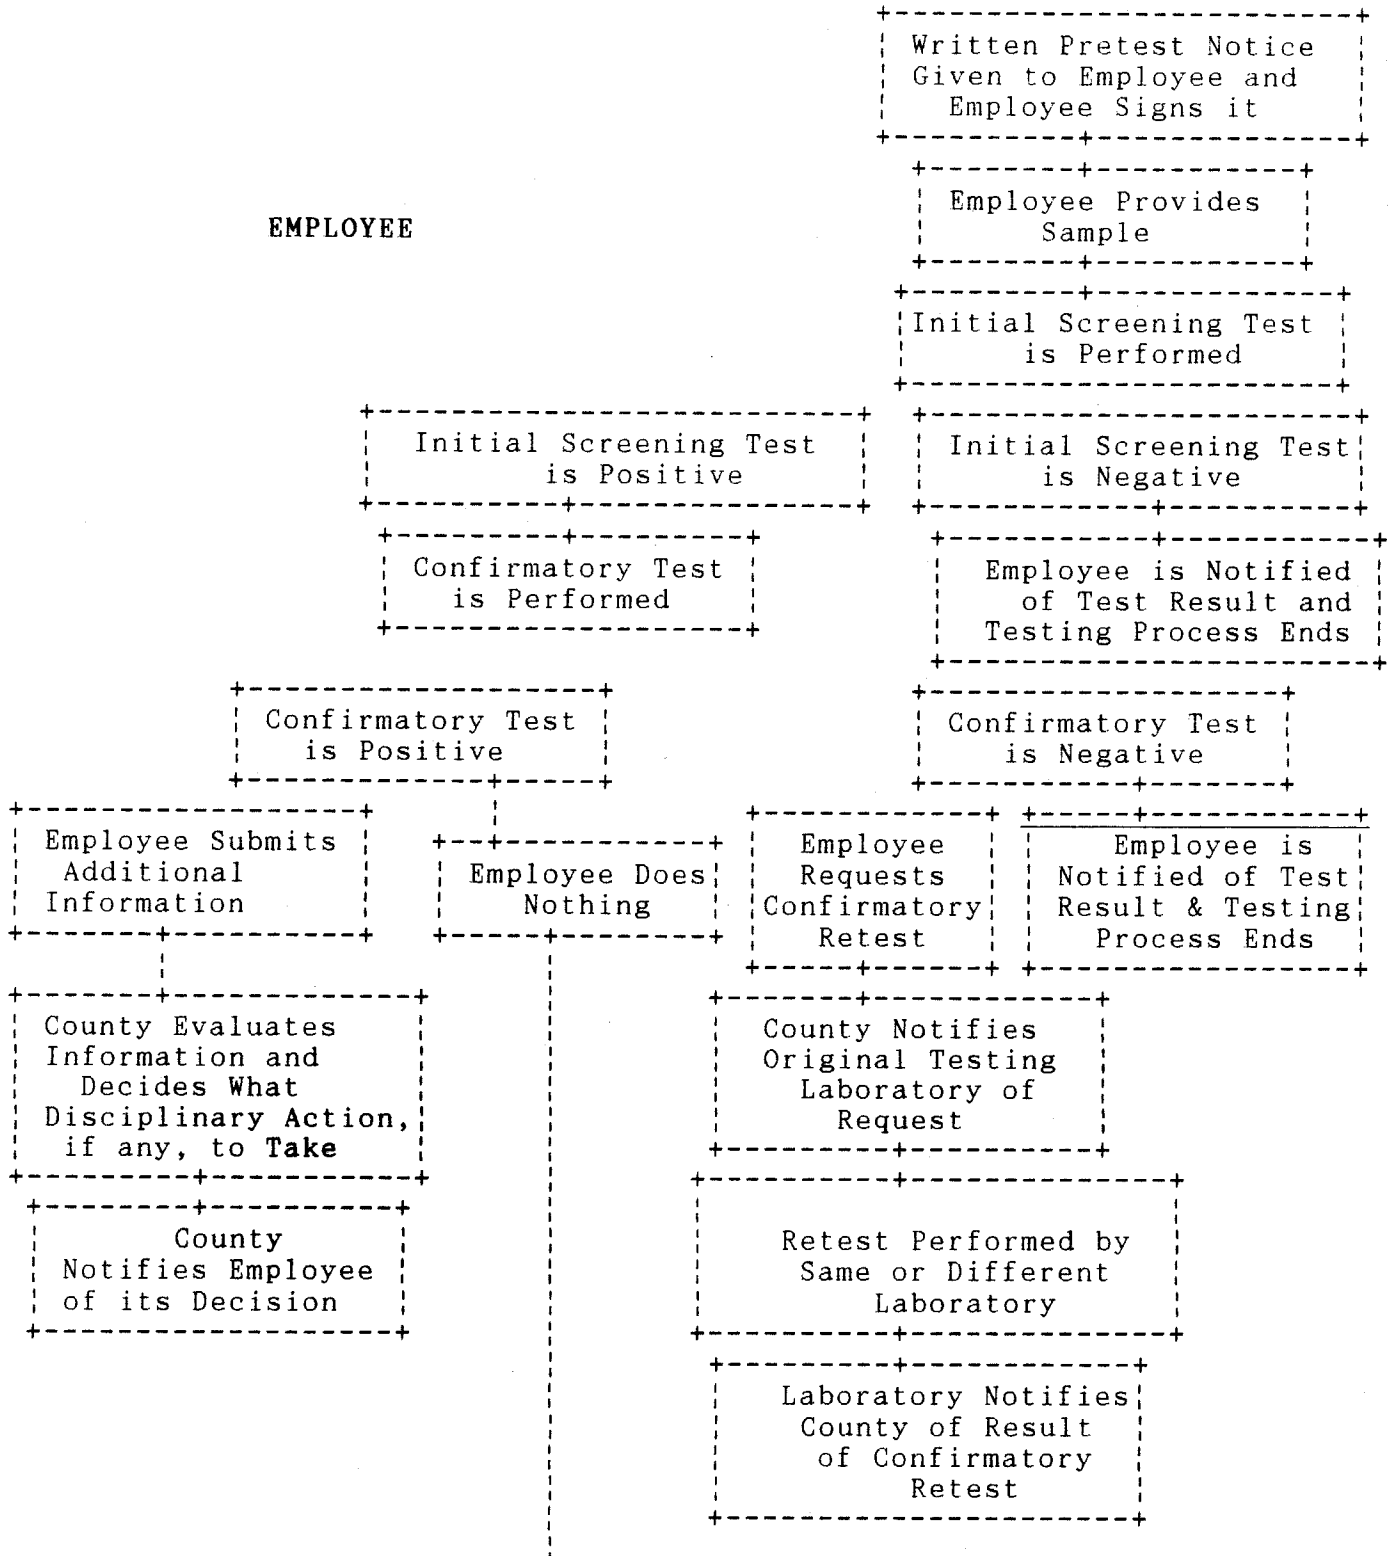 Written Pretest Notice
Given to Employee and
Employee Signs it
EMPLOYEE
Employee Provides
Sample
Initial Screening Test
is Performed
Initial Screening Test
is Positive
Initial Screening Test
is Negative
Confirmatory Test
is Performed
Employee is Notified
of Test Result and
Testing Process Ends
Confirmatory Test
is Positive
Confirmatory Test
is Negative
Employee Submits
Additional
Information
Employee Does
Nothing
Employee
Requests
Confirmatory
Retest
Employee is
Notified of Test
Result & Testing
Process Ends
County Evaluates
Information and
Decides What
Disciplinary Action,
if any, to Take
County Notifies
Original Testing
Laboratory of
Request
County
Notifies Employee
of its Decision
Retest Performed by
Same or Different
Laboratory
Laboratory Notifies
County of Result
of Confirmatory
Retest